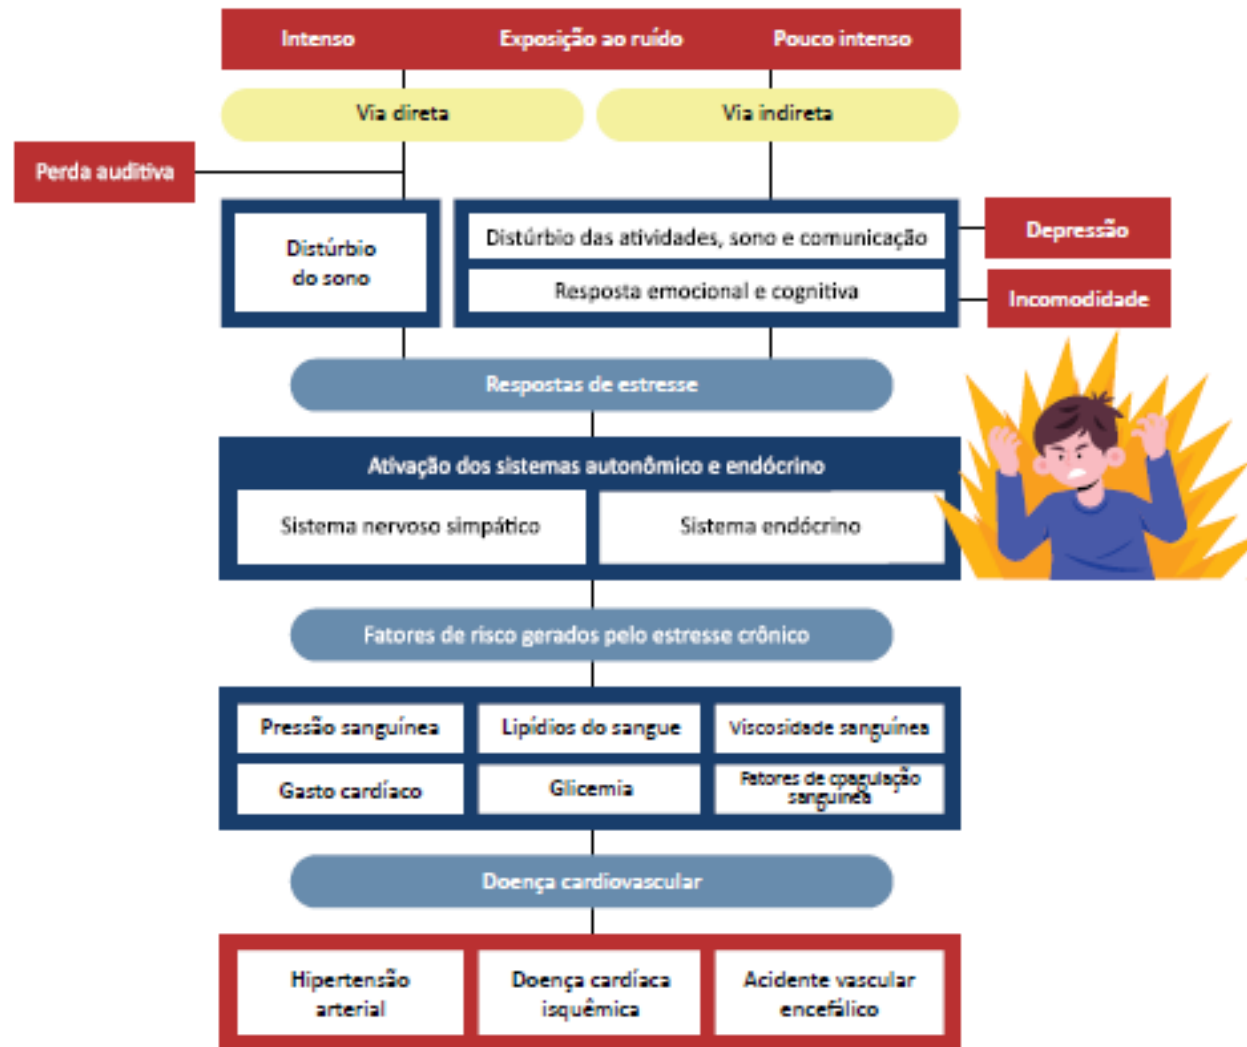 Intenso Exposição ao ruído Pouco intenso
Via direta Via indireta
Perda auditiva
Distúrbio
do sono
Distúrbio das atividades, sono e comunicação
Resposta emocional e cognitiva
Depressão
Incomodidade
Respostas de estresse
Ativação dos sistemas autonômico e endócrino
Sistema nervoso simpático Sistema endócrino
Fatores de risco gerados pelo estresse crônico
Pressão sanguínea Lipídios do sangue Viscosidade sanguínea
Gasto cardíaco Glicemia Fatores de coagulação
sanguínea
Doença cardiovascular
Hipertensão
arterial
Doença cardíaca
isquêmica
Acidente vascular
encefálico